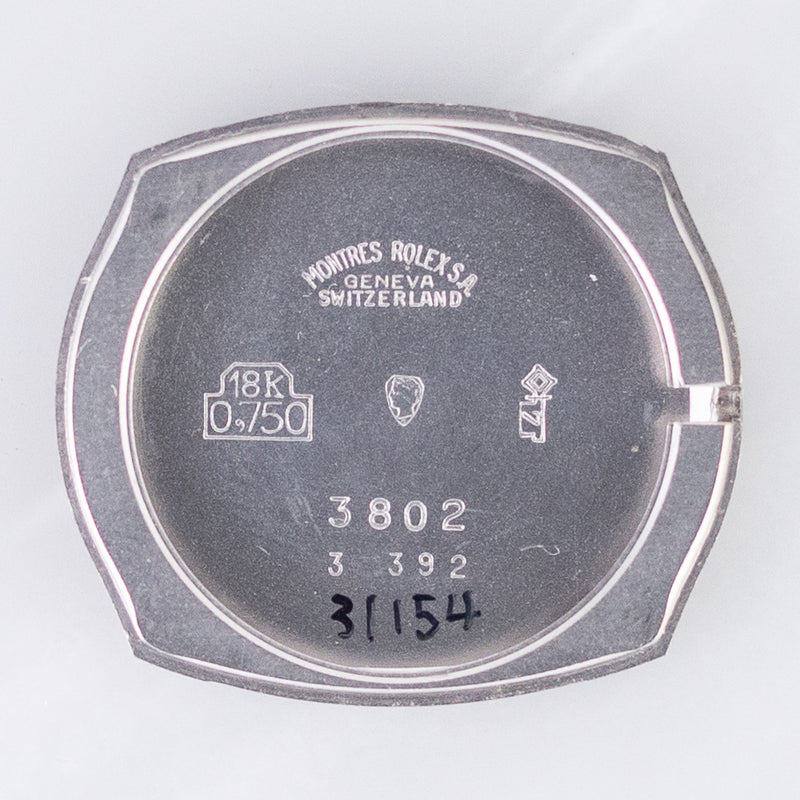 MONTRES ROLEX S.A.
GENEVA
SWITZERLAND
18K
0,750
3802
3 392
31154